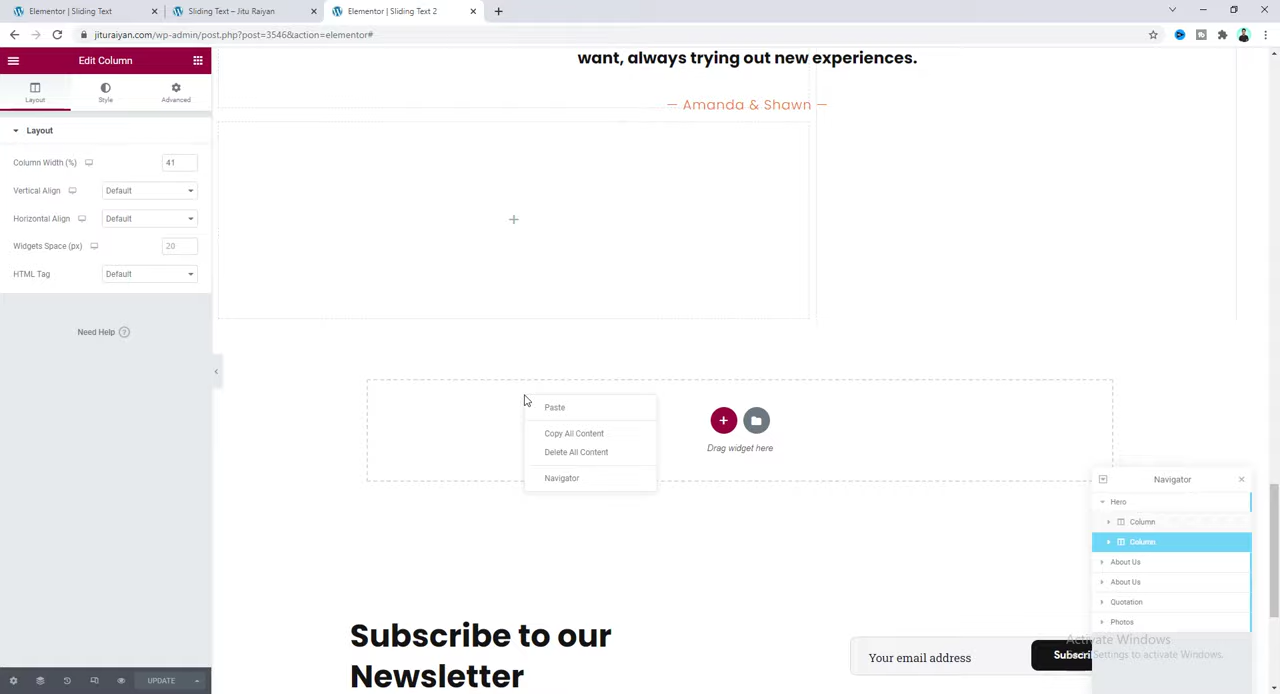 Elementor | Sliding Text
Sliding Text – Jitu Raiyan
Elementor | Sliding Text 2
jituraiyan.com/wp-admin/post.php?post=3546&action=elementor#
Edit Column
Layout
Style
Advanced
Layout
Column Width (%)
41
Vertical Align
Default
Horizontal Align
Default
Widgets Space (px)
20
HTML Tag
Default
Need Help
UPDATE
want, always trying out new experiences.
— Amanda & Shawn —
Paste
Copy All Content
Delete All Content
Navigator
Drag widget here
Subscribe to our
Newsletter
Your email address
Subscri
Navigator
Hero
Column
Column
About Us
About Us
Quotation
Photos
Activate Windows
Settings to activate Windows.